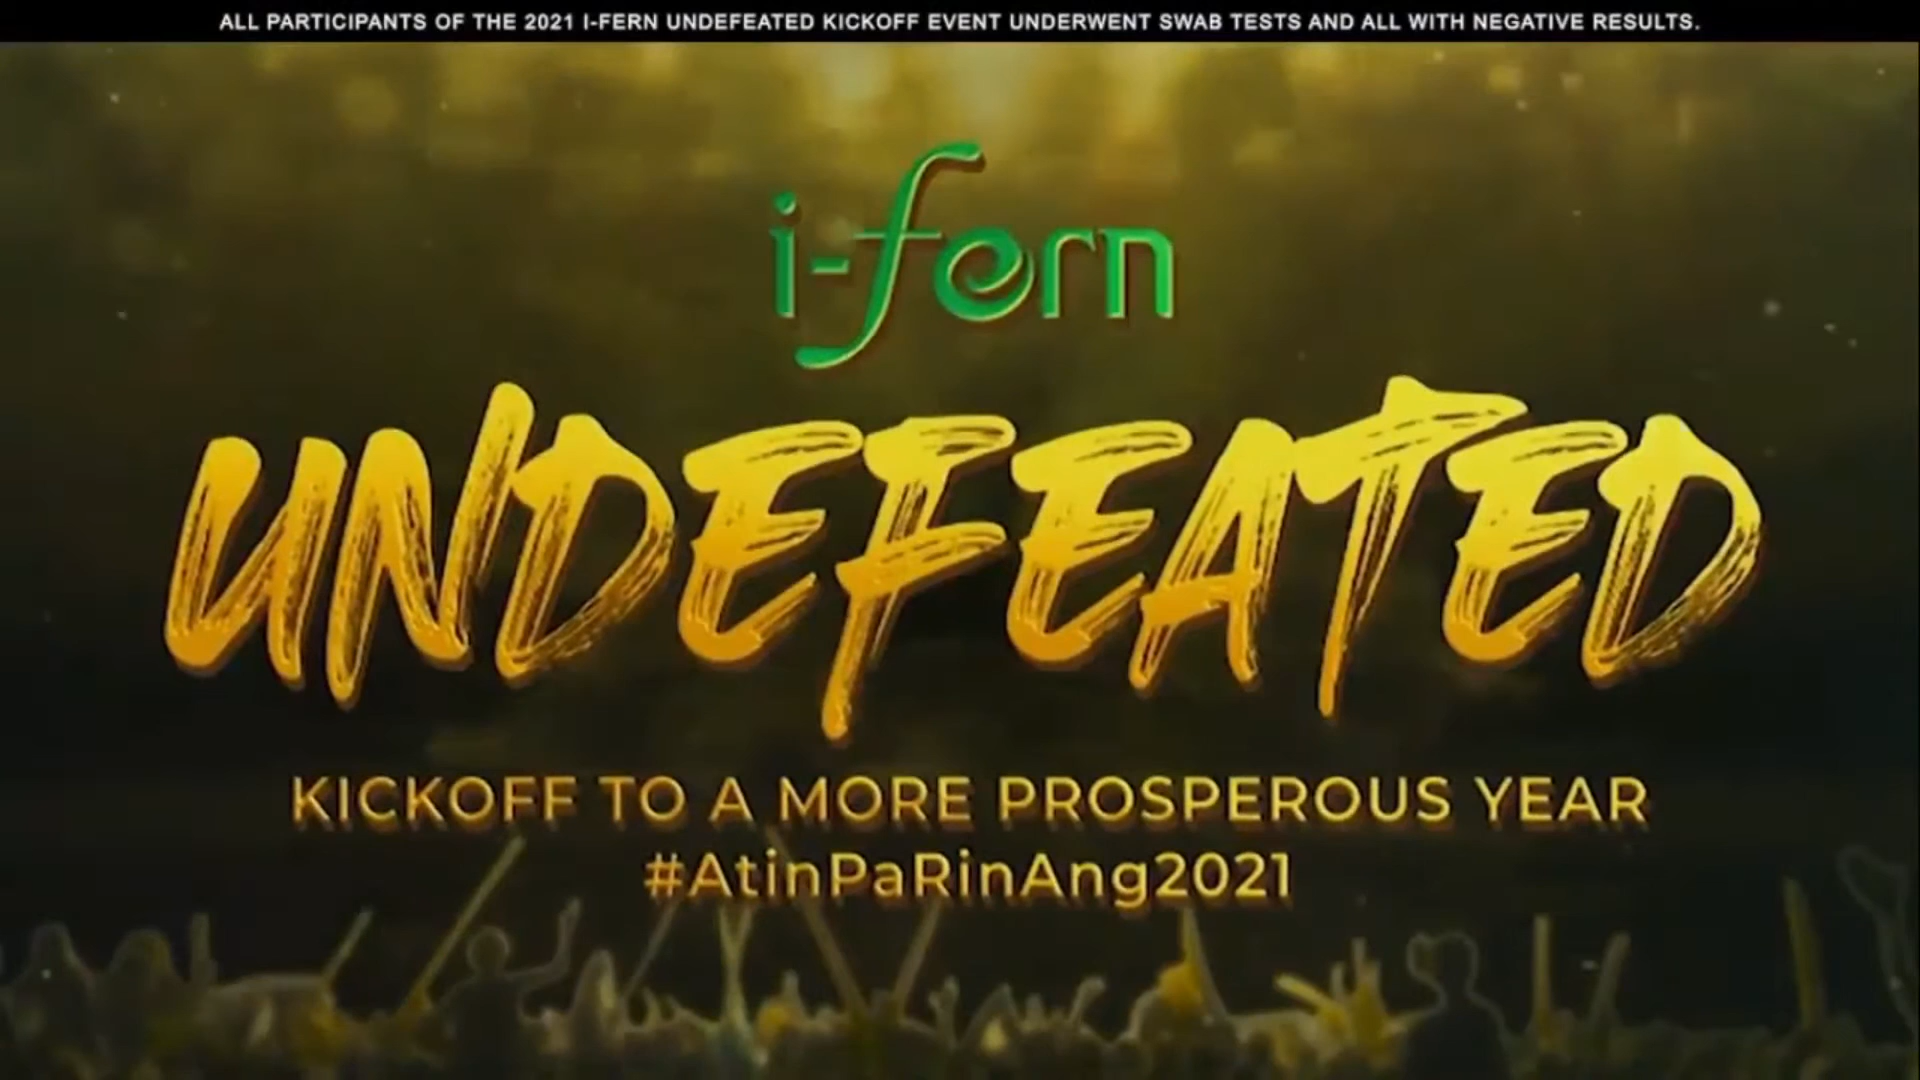 ALL PARTICIPANTS OF THE 2021 I-FERN UNDEFEATED KICKOFF EVENT UNDERWENT SWAB TESTS AND ALL WITH NEGATIVE RESULTS.
i-fern
UNDEFEATED
KICKOFF TO A MORE PROSPEROUS YEAR
#AtinPaRinAng2021